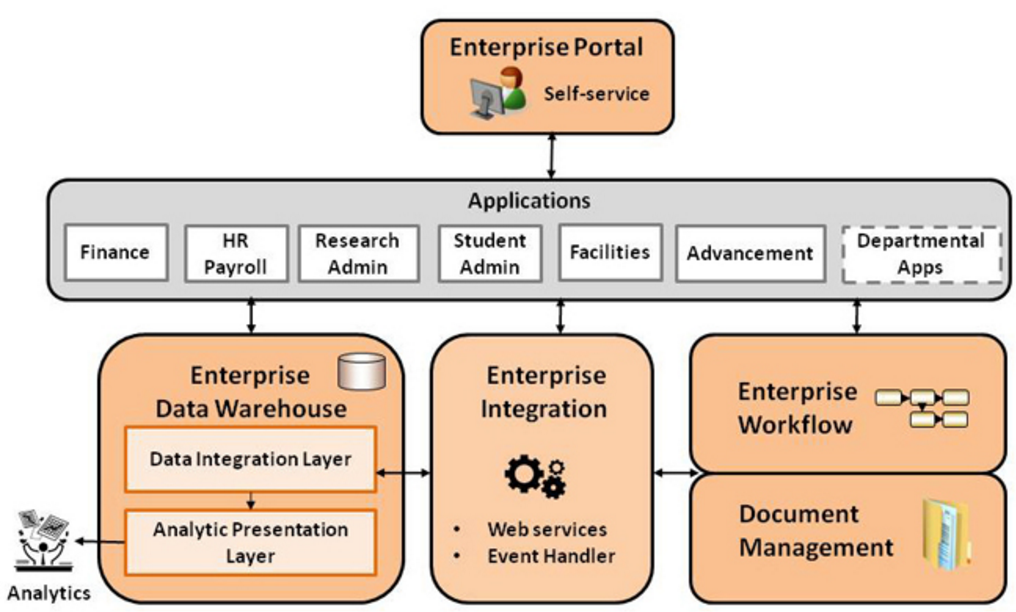 Enterprise Portal
Self-service
Applications
Finance
HR
Payroll
Research
Admin
Student
Admin
Facilities
Advancement
Departmental
Apps
Enterprise
Data Warehouse
Data Integration Layer
Analytic Presentation
Layer
Analytics
Enterprise
Integration
• Web services
• Event Handler
Enterprise
Workflow
Document
Management